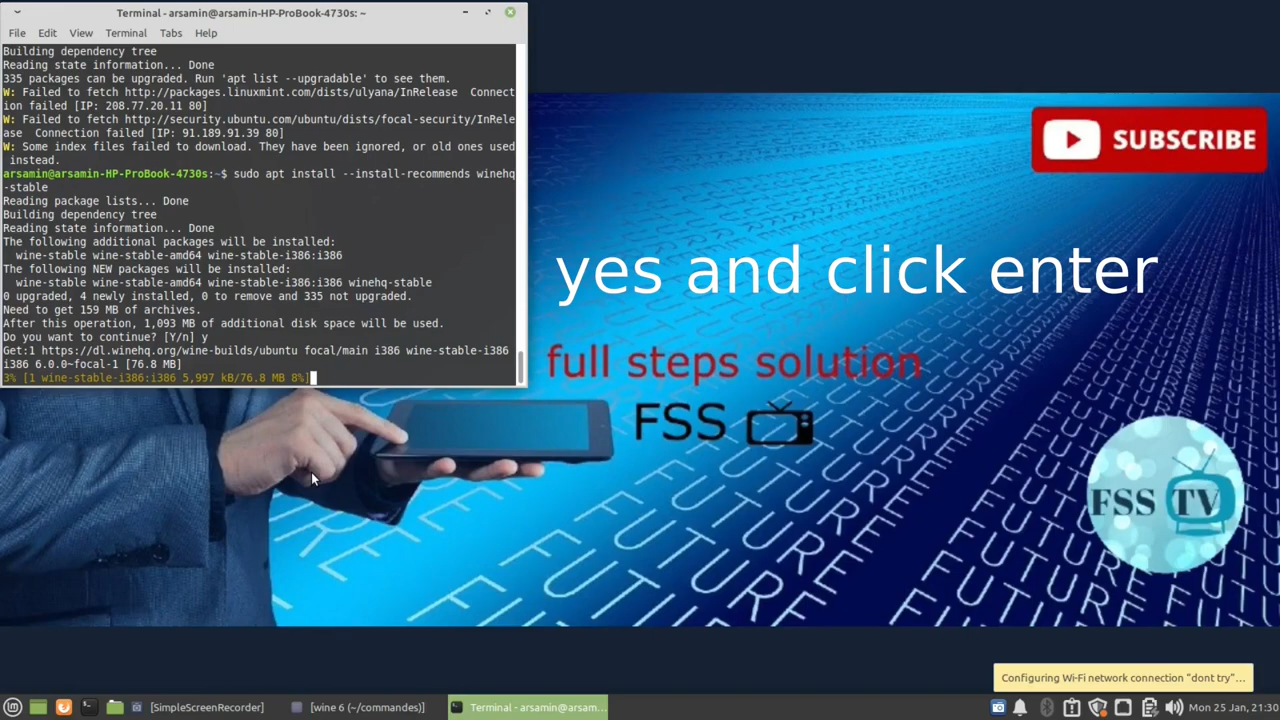 Terminal - arsamin@arsamin-HP-ProBook-4730s: ~
File Edit View Terminal Tabs Help
Building dependency tree
Reading state information... Done
335 packages can be upgraded. Run 'apt list --upgradable' to see them.
W: Failed to fetch http://packages.linuxmint.com/dists/ulyana/InRelease  Connect
ion failed [IP: 208.77.20.11 80]
W: Failed to fetch http://security.ubuntu.com/ubuntu/dists/focal-security/InRele
ase  Connection failed [IP: 91.189.91.39 80]
W: Some index files failed to download. They have been ignored, or old ones used
 instead.
arsamin@arsamin-HP-ProBook-4730s:~$ sudo apt install --install-recommends winehq
-stable
Reading package lists... Done
Building dependency tree
Reading state information... Done
The following additional packages will be installed:
  wine-stable wine-stable-amd64 wine-stable-i386:i386
The following NEW packages will be installed:
  wine-stable wine-stable-amd64 wine-stable-i386:i386 winehq-stable
0 upgraded, 4 newly installed, 0 to remove and 335 not upgraded.
Need to get 159 MB of archives.
After this operation, 1,093 MB of additional disk space will be used.
Do you want to continue? [Y/n] y
Get:1 https://dl.winehq.org/wine-builds/ubuntu focal/main i386 wine-stable-i386
i386 6.0.0~focal-1 [76.8 MB]
3% [1 wine-stable-i386:i386 5,997 kB/76.8 MB 8%]
SUBSCRIBE
yes and click enter
full steps solution
FSS
FSS TV
FUTURE
Configuring Wi-Fi network connection “dont try”...
[SimpleScreenRecorder]
[wine 6 (~/commandes)]
Terminal - arsamin@arsam...
Mon 25 Jan, 21:30